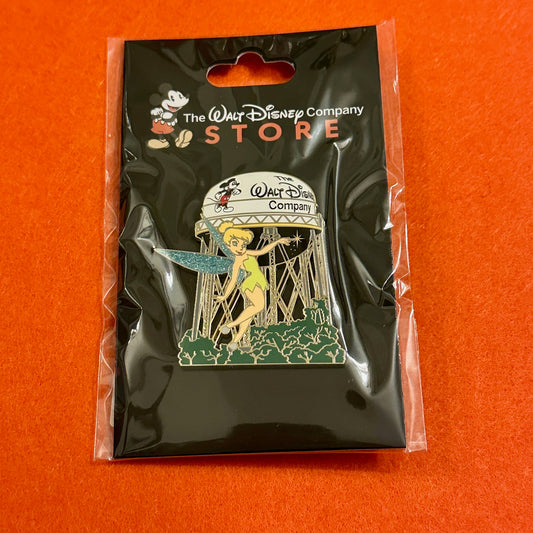 The Walt Disney Company
STORE
The
Walt Disney
Company